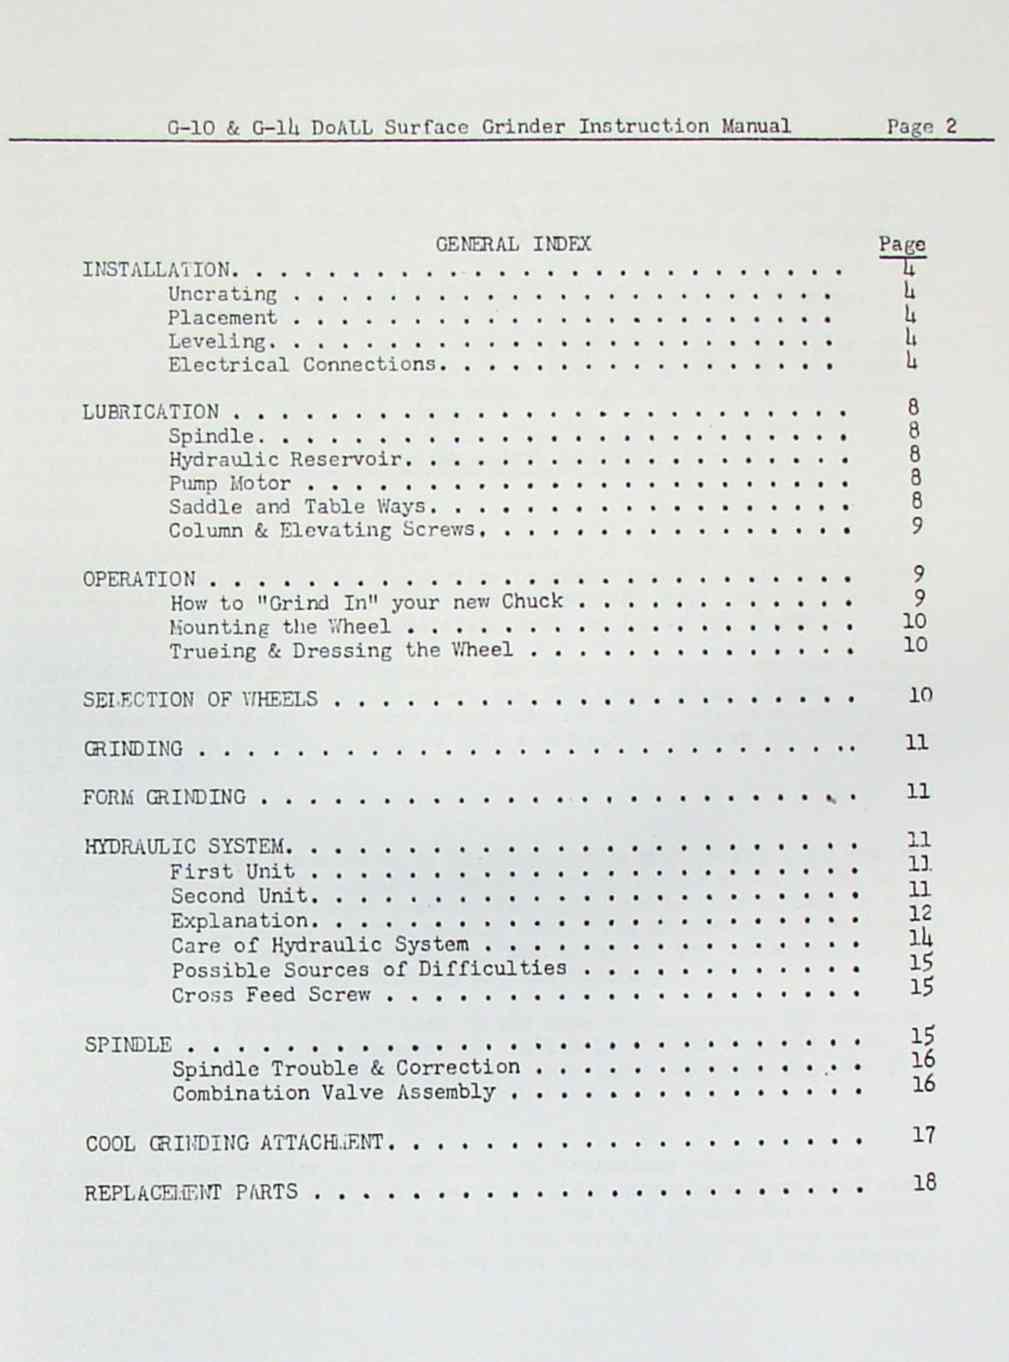 G-10 & G-14 DoALL Surface Grinder Instruction Manual Page 2
GENERAL INDEX Page
INSTALLATION. . . . . . . . . . . . . . . . . . . . . . . . . . 4
Uncrating . . . . . . . . . . . . . . . . . . . . . . . 4
Placement . . . . . . . . . . . . . . . . . . . . . . . 4
Leveling. . . . . . . . . . . . . . . . . . . . . . . . 4
Electrical Connections. . . . . . . . . . . . . . . . . 4
LUBRICATION . . . . . . . . . . . . . . . . . . . . . . . . . . 8
Spindle. . . . . . . . . . . . . . . . . . . . . . . . . 8
Hydraulic Reservoir. . . . . . . . . . . . . . . . . . . 8
Pump Motor . . . . . . . . . . . . . . . . . . . . . . . 8
Saddle and Table Ways. . . . . . . . . . . . . . . . . . 8
Column & Elevating Screws. . . . . . . . . . . . . . . . 9
OPERATION . . . . . . . . . . . . . . . . . . . . . . . . . . . 9
How to "Grind In" your new Chuck . . . . . . . . . . . . 9
Mounting the Wheel . . . . . . . . . . . . . . . . . . . 10
Trueing & Dressing the Wheel . . . . . . . . . . . . . . 10
SELECTION OF WHEELS . . . . . . . . . . . . . . . . . . . . . . 10
GRINDING . . . . . . . . . . . . . . . . . . . . . . . . . . . .. 11
FORM GRINDING . . . . . . . . . . . . . . . . . . . . . . . . . 11
HYDRAULIC SYSTEM. . . . . . . . . . . . . . . . . . . . . . . . 11
First Unit . . . . . . . . . . . . . . . . . . . . . . . 11
Second Unit. . . . . . . . . . . . . . . . . . . . . . . 11
Explanation. . . . . . . . . . . . . . . . . . . . . . . 12
Care of Hydraulic System . . . . . . . . . . . . . . . . 14
Possible Sources of Difficulties . . . . . . . . . . . . 15
Cross Feed Screw . . . . . . . . . . . . . . . . . . . . 15
SPINDLE . . . . . . . . . . . . . . . . . . . . . . . . . . . . 15
Spindle Trouble & Correction . . . . . . . . . . . . . . 16
Combination Valve Assembly . . . . . . . . . . . . . . . 16
COOL GRINDING ATTACHMENT. . . . . . . . . . . . . . . . . . . . 17
REPLACEMENT PARTS . . . . . . . . . . . . . . . . . . . . . . . 18